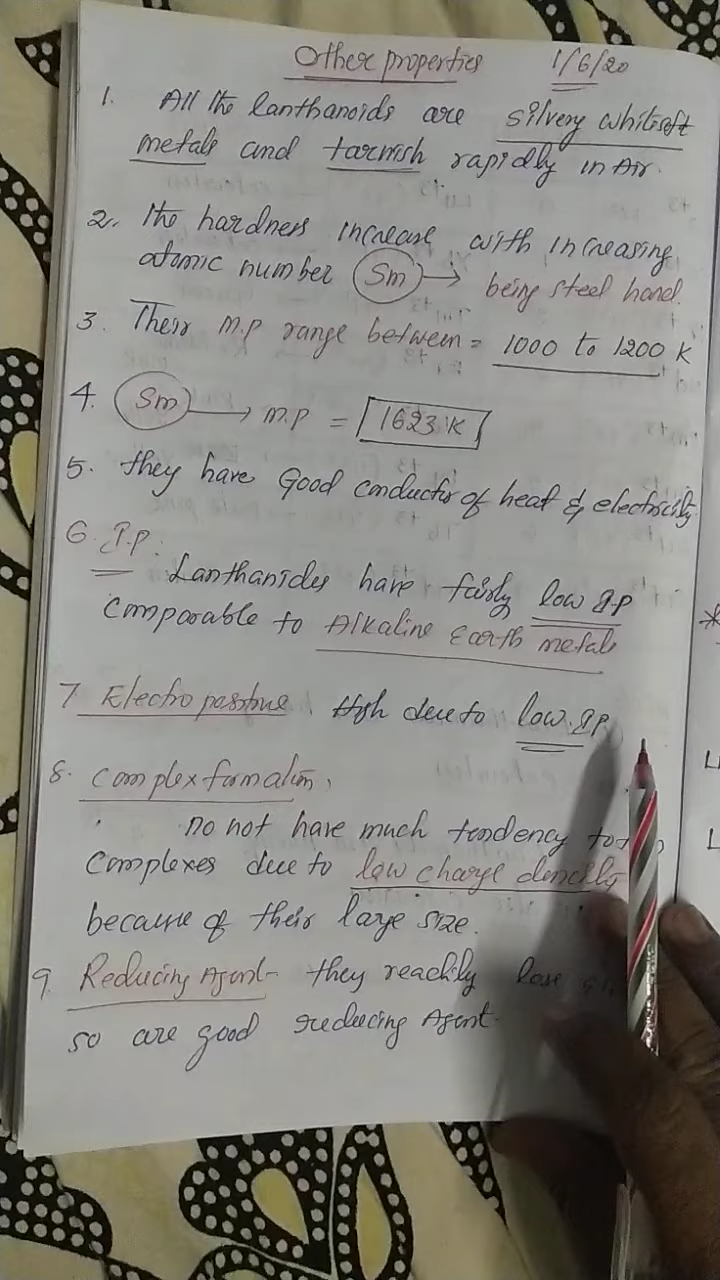 Other properties 1/6/20
1. All the lanthanoids are silvery white soft
metals and tarnish rapidly in Air.
2. The hardness increase with increasing
atomic number Sm → being steel hard.
3. Their M.P range between = 1000 to 1200 K
4. Sm → M.P = 1623 K
5. they have Good conductor of heat & electricity
6. I.P:
Lanthanides have fairly low I.P
Comparable to Alkaline Earth metals
7 Electro positive. High due to low I.P.
8. Complex formation,
Do not have much tendency to
Complexes due to low charge density
because of their large size.
9. Reducing Agent - they readily lose
so are good reducing Agent.